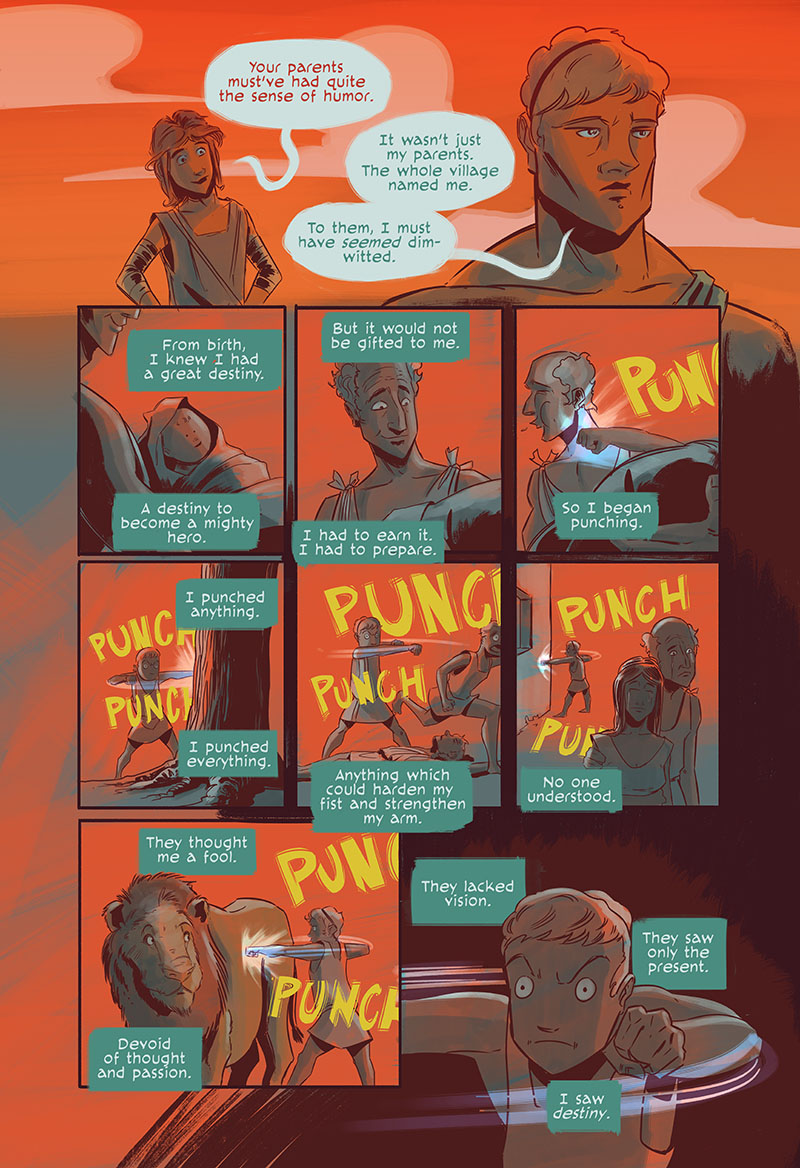 Your parents
must've had quite
the sense of humor.
It wasn't just
my parents.
The whole village
named me.
To them, I must
have seemed dim-
witted.
From birth,
I knew I had
a great destiny.
A destiny to
become a mighty
hero.
But it would not
be gifted to me.
I had to earn it.
I had to prepare.
PUNCH
So I began
punching.
I punched
anything.
PUNCH
PUNCH
I punched
everything.
PUNCH
PUNCH
Anything which
could harden my
fist and strengthen
my arm.
PUNCH
PUN
No one
understood.
They thought
me a fool.
PUNCH
PUNCH
Devoid
of thought
and passion.
They lacked
vision.
They saw
only the
present.
I saw
destiny.